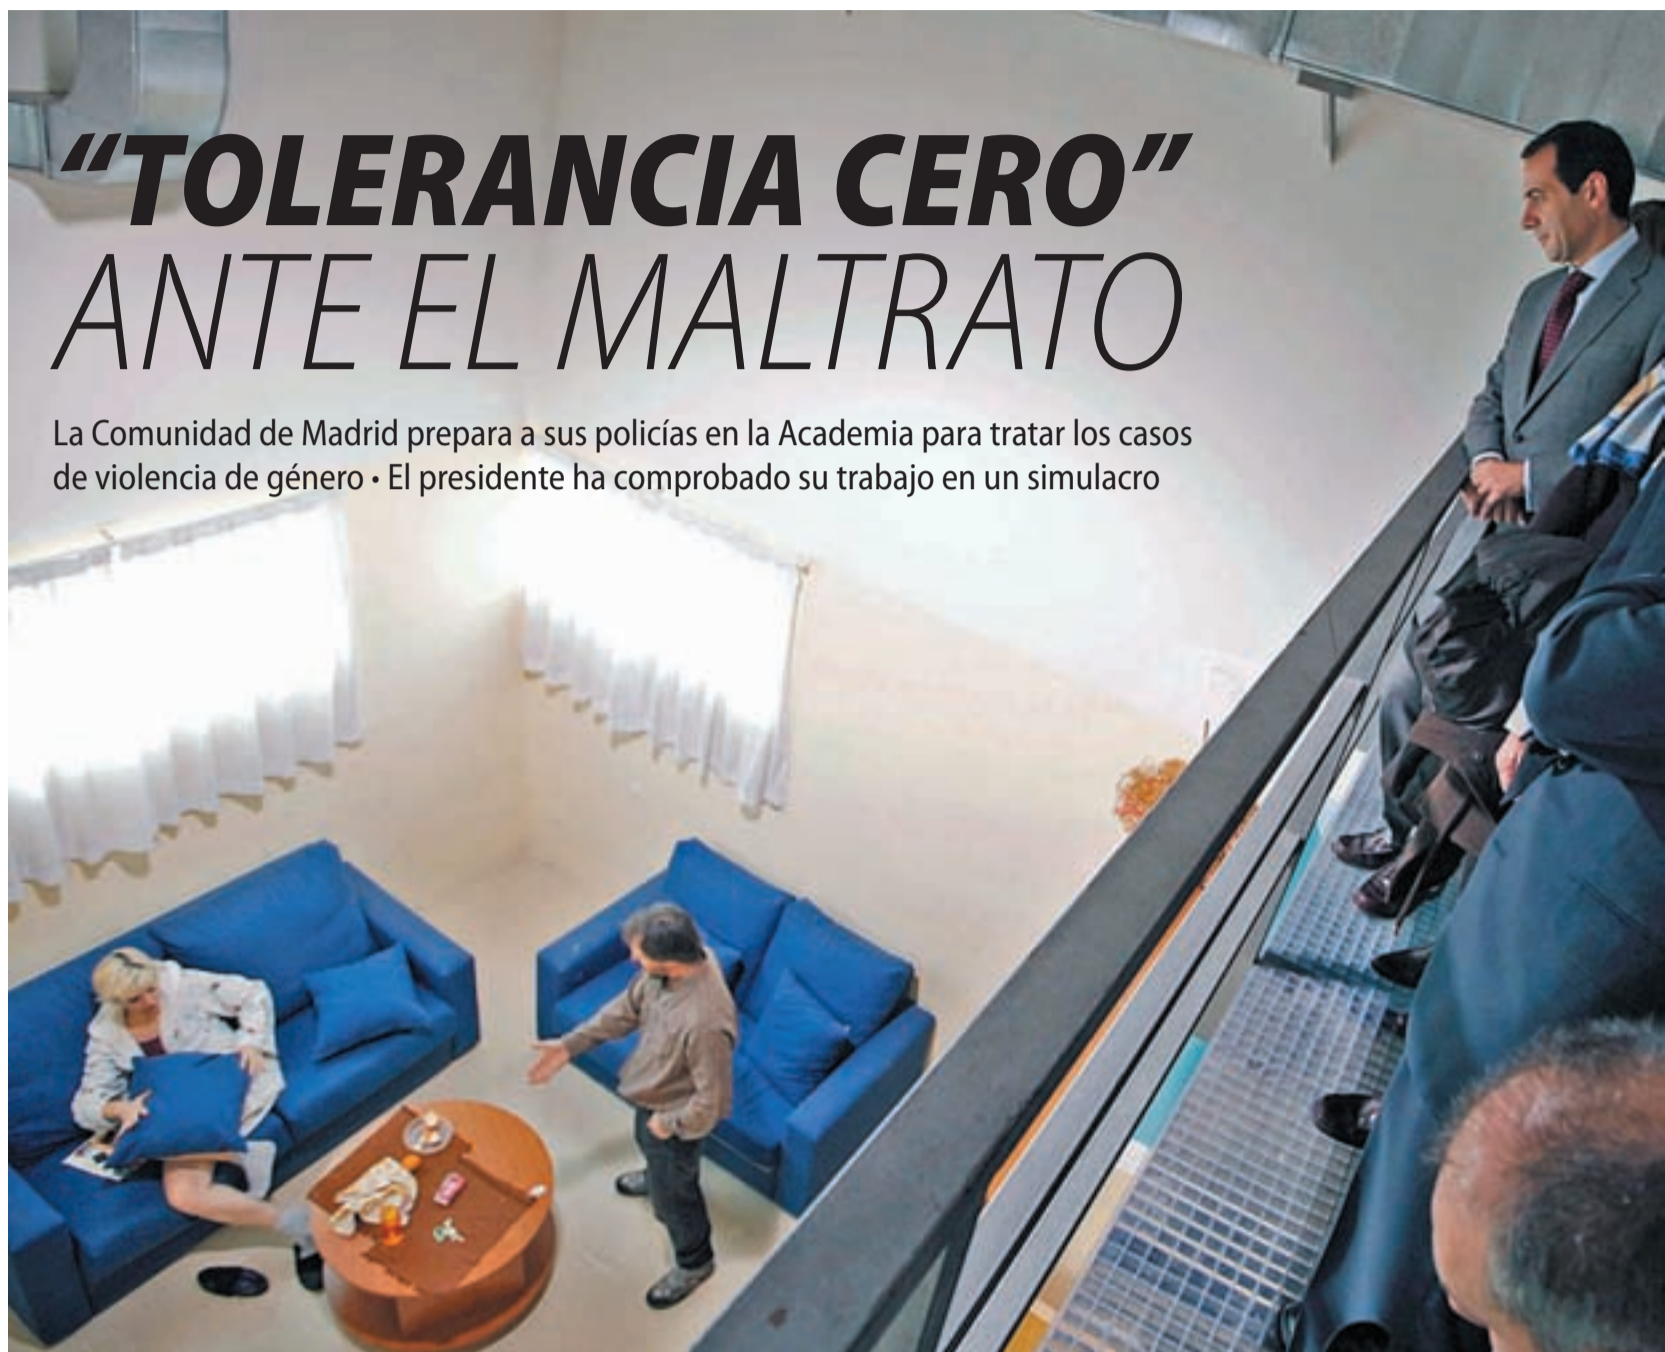 “TOLERANCIA CERO”
ANTE EL MALTRATO
La Comunidad de Madrid prepara a sus policías en la Academia para tratar los casos
de violencia de género • El presidente ha comprobado su trabajo en un simulacro